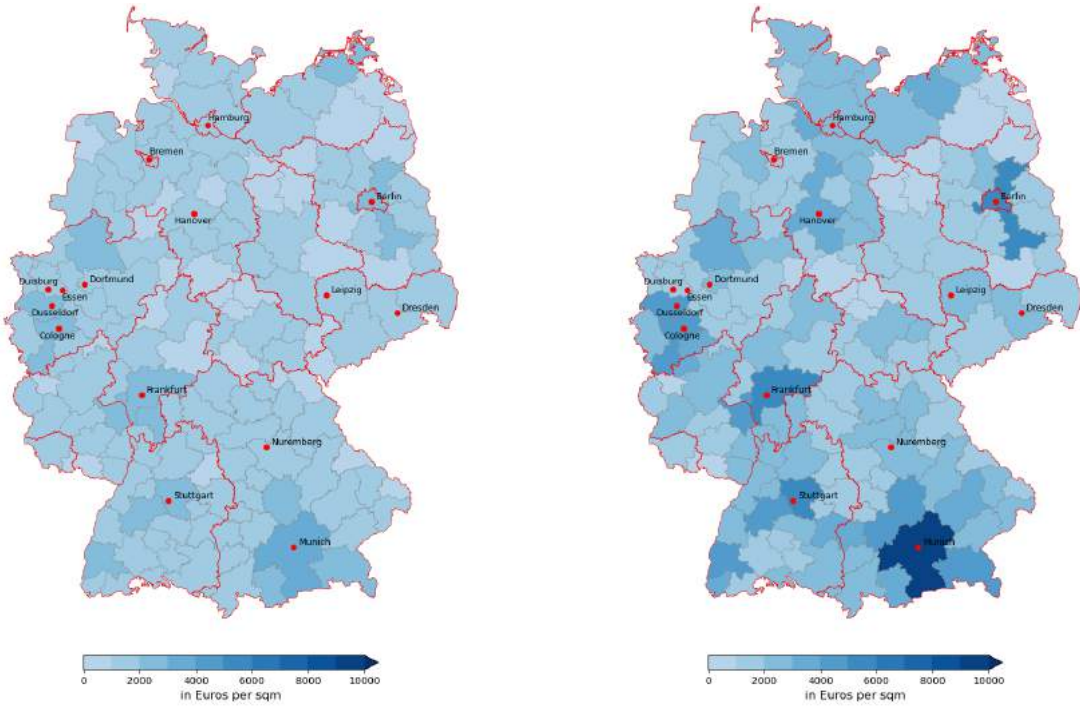 Hamburg
Bremen
Berlin
Hanover
Duisburg
Dortmund
Essen
Dusseldorf
Cologne
Leipzig
Dresden
Frankfurt
Nuremberg
Stuttgart
Munich
0 2000 4000 6000 8000 10000
in Euros per sqm
Hamburg
Bremen
Berlin
Hanover
Duisburg
Dortmund
Essen
Dusseldorf
Cologne
Leipzig
Dresden
Frankfurt
Nuremberg
Stuttgart
Munich
0 2000 4000 6000 8000 10000
in Euros per sqm